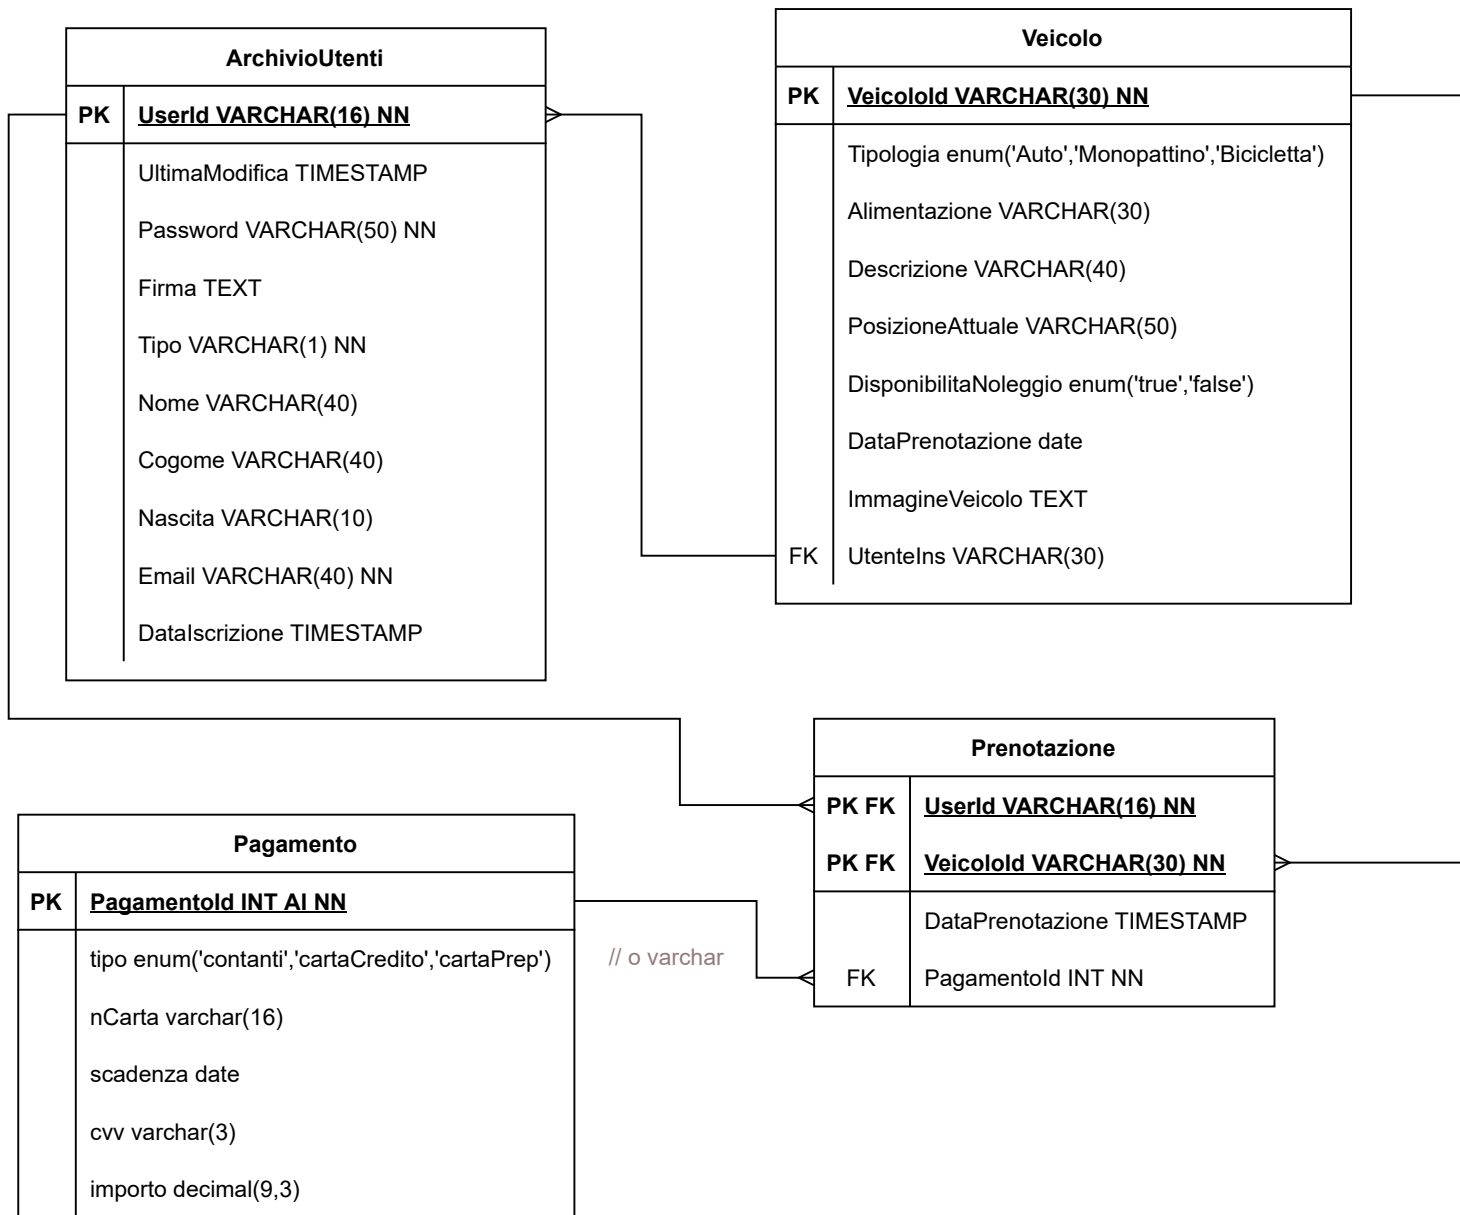 ArchivioUtenti
PK UserId VARCHAR(16) NN
UltimaModifica TIMESTAMP
Password VARCHAR(50) NN
Firma TEXT
Tipo VARCHAR(1) NN
Nome VARCHAR(40)
Cogome VARCHAR(40)
Nascita VARCHAR(10)
Email VARCHAR(40) NN
DataIscrizione TIMESTAMP
Veicolo
PK VeicoloId VARCHAR(30) NN
Tipologia enum('Auto','Monopattino','Bicicletta')
Alimentazione VARCHAR(30)
Descrizione VARCHAR(40)
PosizioneAttuale VARCHAR(50)
DisponibilitaNoleggio enum('true','false')
DataPrenotazione date
ImmagineVeicolo TEXT
FK UtenteIns VARCHAR(30)
Prenotazione
PK FK UserId VARCHAR(16) NN
PK FK VeicoloId VARCHAR(30) NN
DataPrenotazione TIMESTAMP
FK PagamentoId INT NN
Pagamento
PK PagamentoId INT AI NN
tipo enum('contanti','cartaCredito','cartaPrep')
// o varchar
nCarta varchar(16)
scadenza date
cvv varchar(3)
importo decimal(9,3)